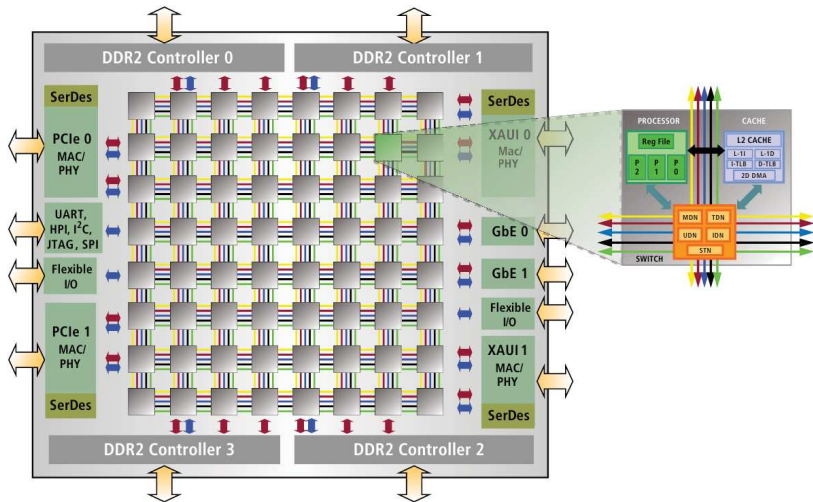 DDR2 Controller 0
DDR2 Controller 1
SerDes
PCIe 0
MAC/
PHY
UART,
HPI, I²C,
JTAG, SPI
Flexible
I/O
PCIe 1
MAC/
PHY
SerDes
SerDes
XAUI 0
MAC/
PHY
GbE 0
GbE 1
Flexible
I/O
XAUI 1
MAC/
PHY
SerDes
DDR2 Controller 3
DDR2 Controller 2
PROCESSOR
CACHE
Reg File
P
2
P
1
P
0
L2 CACHE
L-1I
L-1D
I-TLB
D-TLB
2D DMA
MDN
TDN
UDN
IDN
STN
SWITCH